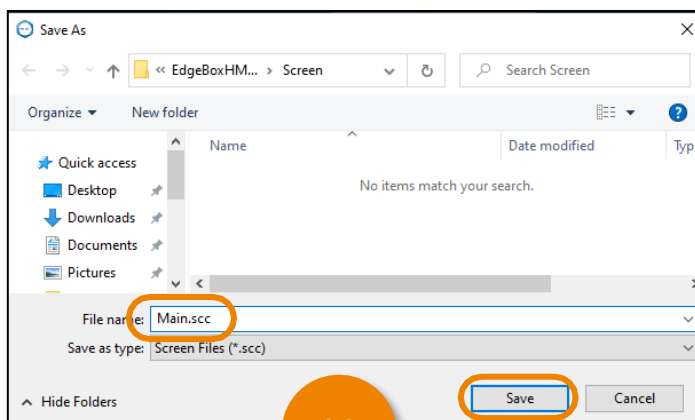 Save As
« EdgeBoxHM... › Screen
Search Screen
Organize
New folder
?
Name
Date modified
Typ
Quick access
Desktop
Downloads
Documents
Pictures
No items match your search.
File name: Main.scc
Save as type: Screen Files (*.scc)
Hide Folders
Save
Cancel